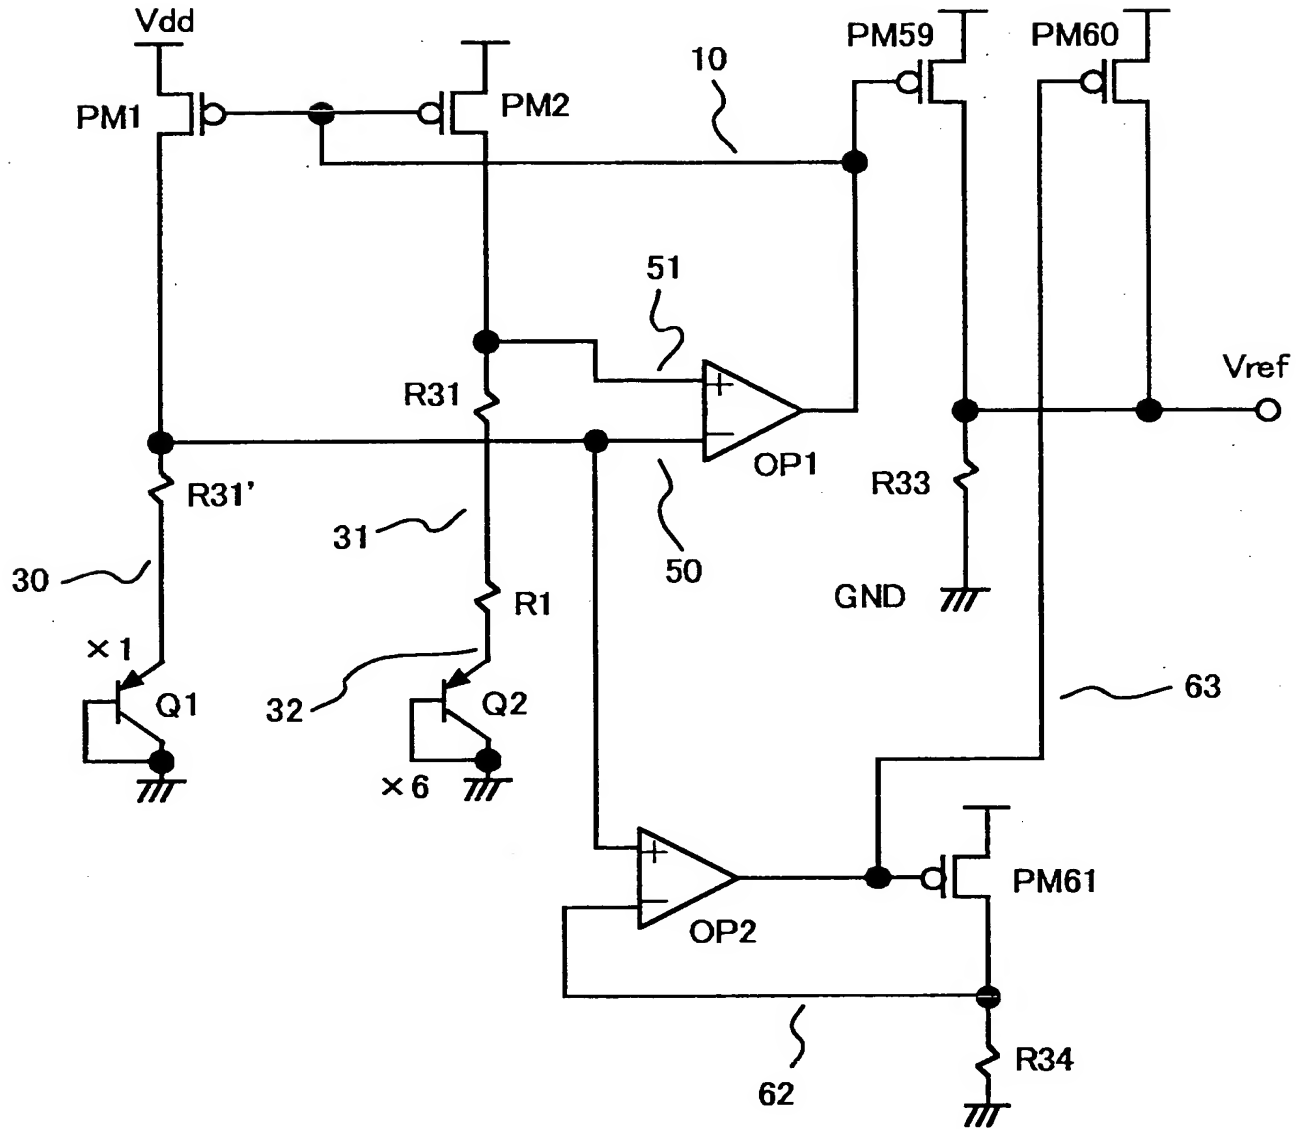 Vdd
PM59
PM60
10
PM1
PM2
51
Vref
R31
+
−
OP1
R33
R31'
31
30
50
GND
R1
×1
Q1
32
Q2
63
×6
+
−
OP2
PM61
62
R34